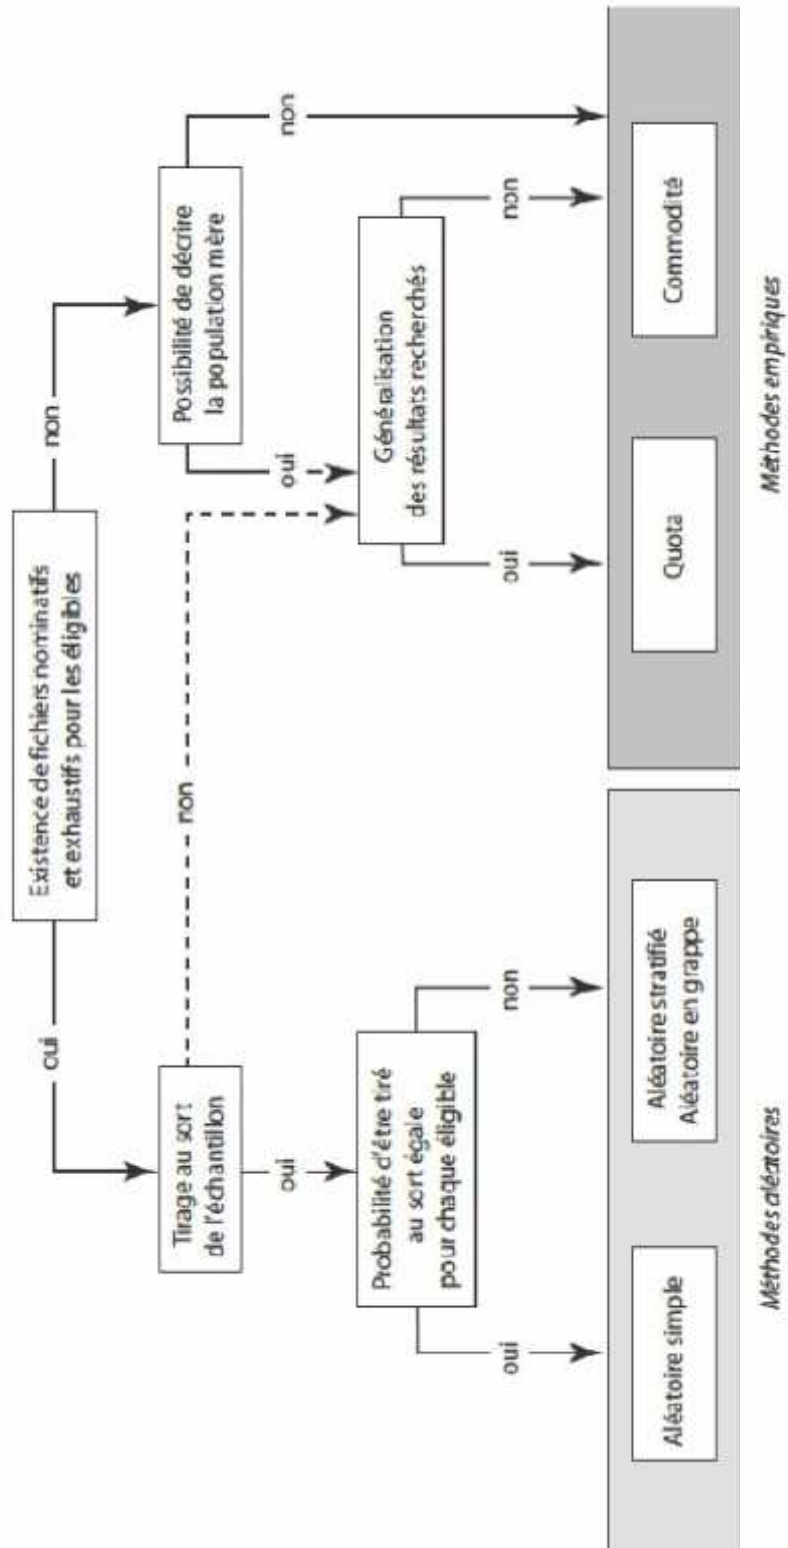 Existence de fichiers nominatifs
et exhaustifs pour les éligibles
oui
non
Tirage au sort
de l'échantillon
Possibilité de décrire
la population mère
non
oui
non
oui
Probabilité d'être tiré
au sort égale
pour chaque éligible
Généralisation
des résultats recherchés
oui
non
oui
non
Aléatoire simple
Aléatoire stratifié
Aléatoire en grappe
Quota
Commodité
Méthodes aléatoires
Méthodes empiriques